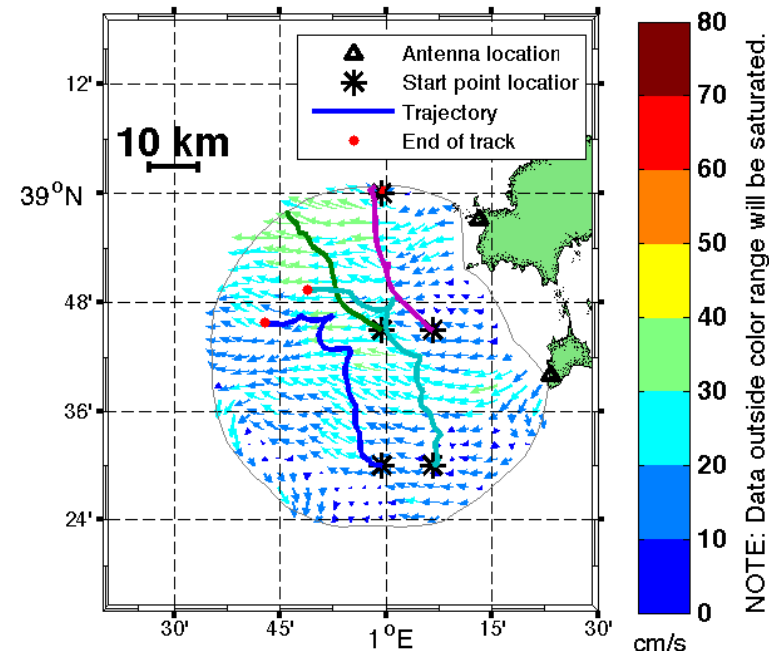 Antenna location
Start point location
Trajectory
End of track
10 km
12'
39°N
48'
36'
24'
30'
45'
1°E
15'
30'
80
70
60
50
40
30
20
10
0
cm/s
NOTE: Data outside color range will be saturated.